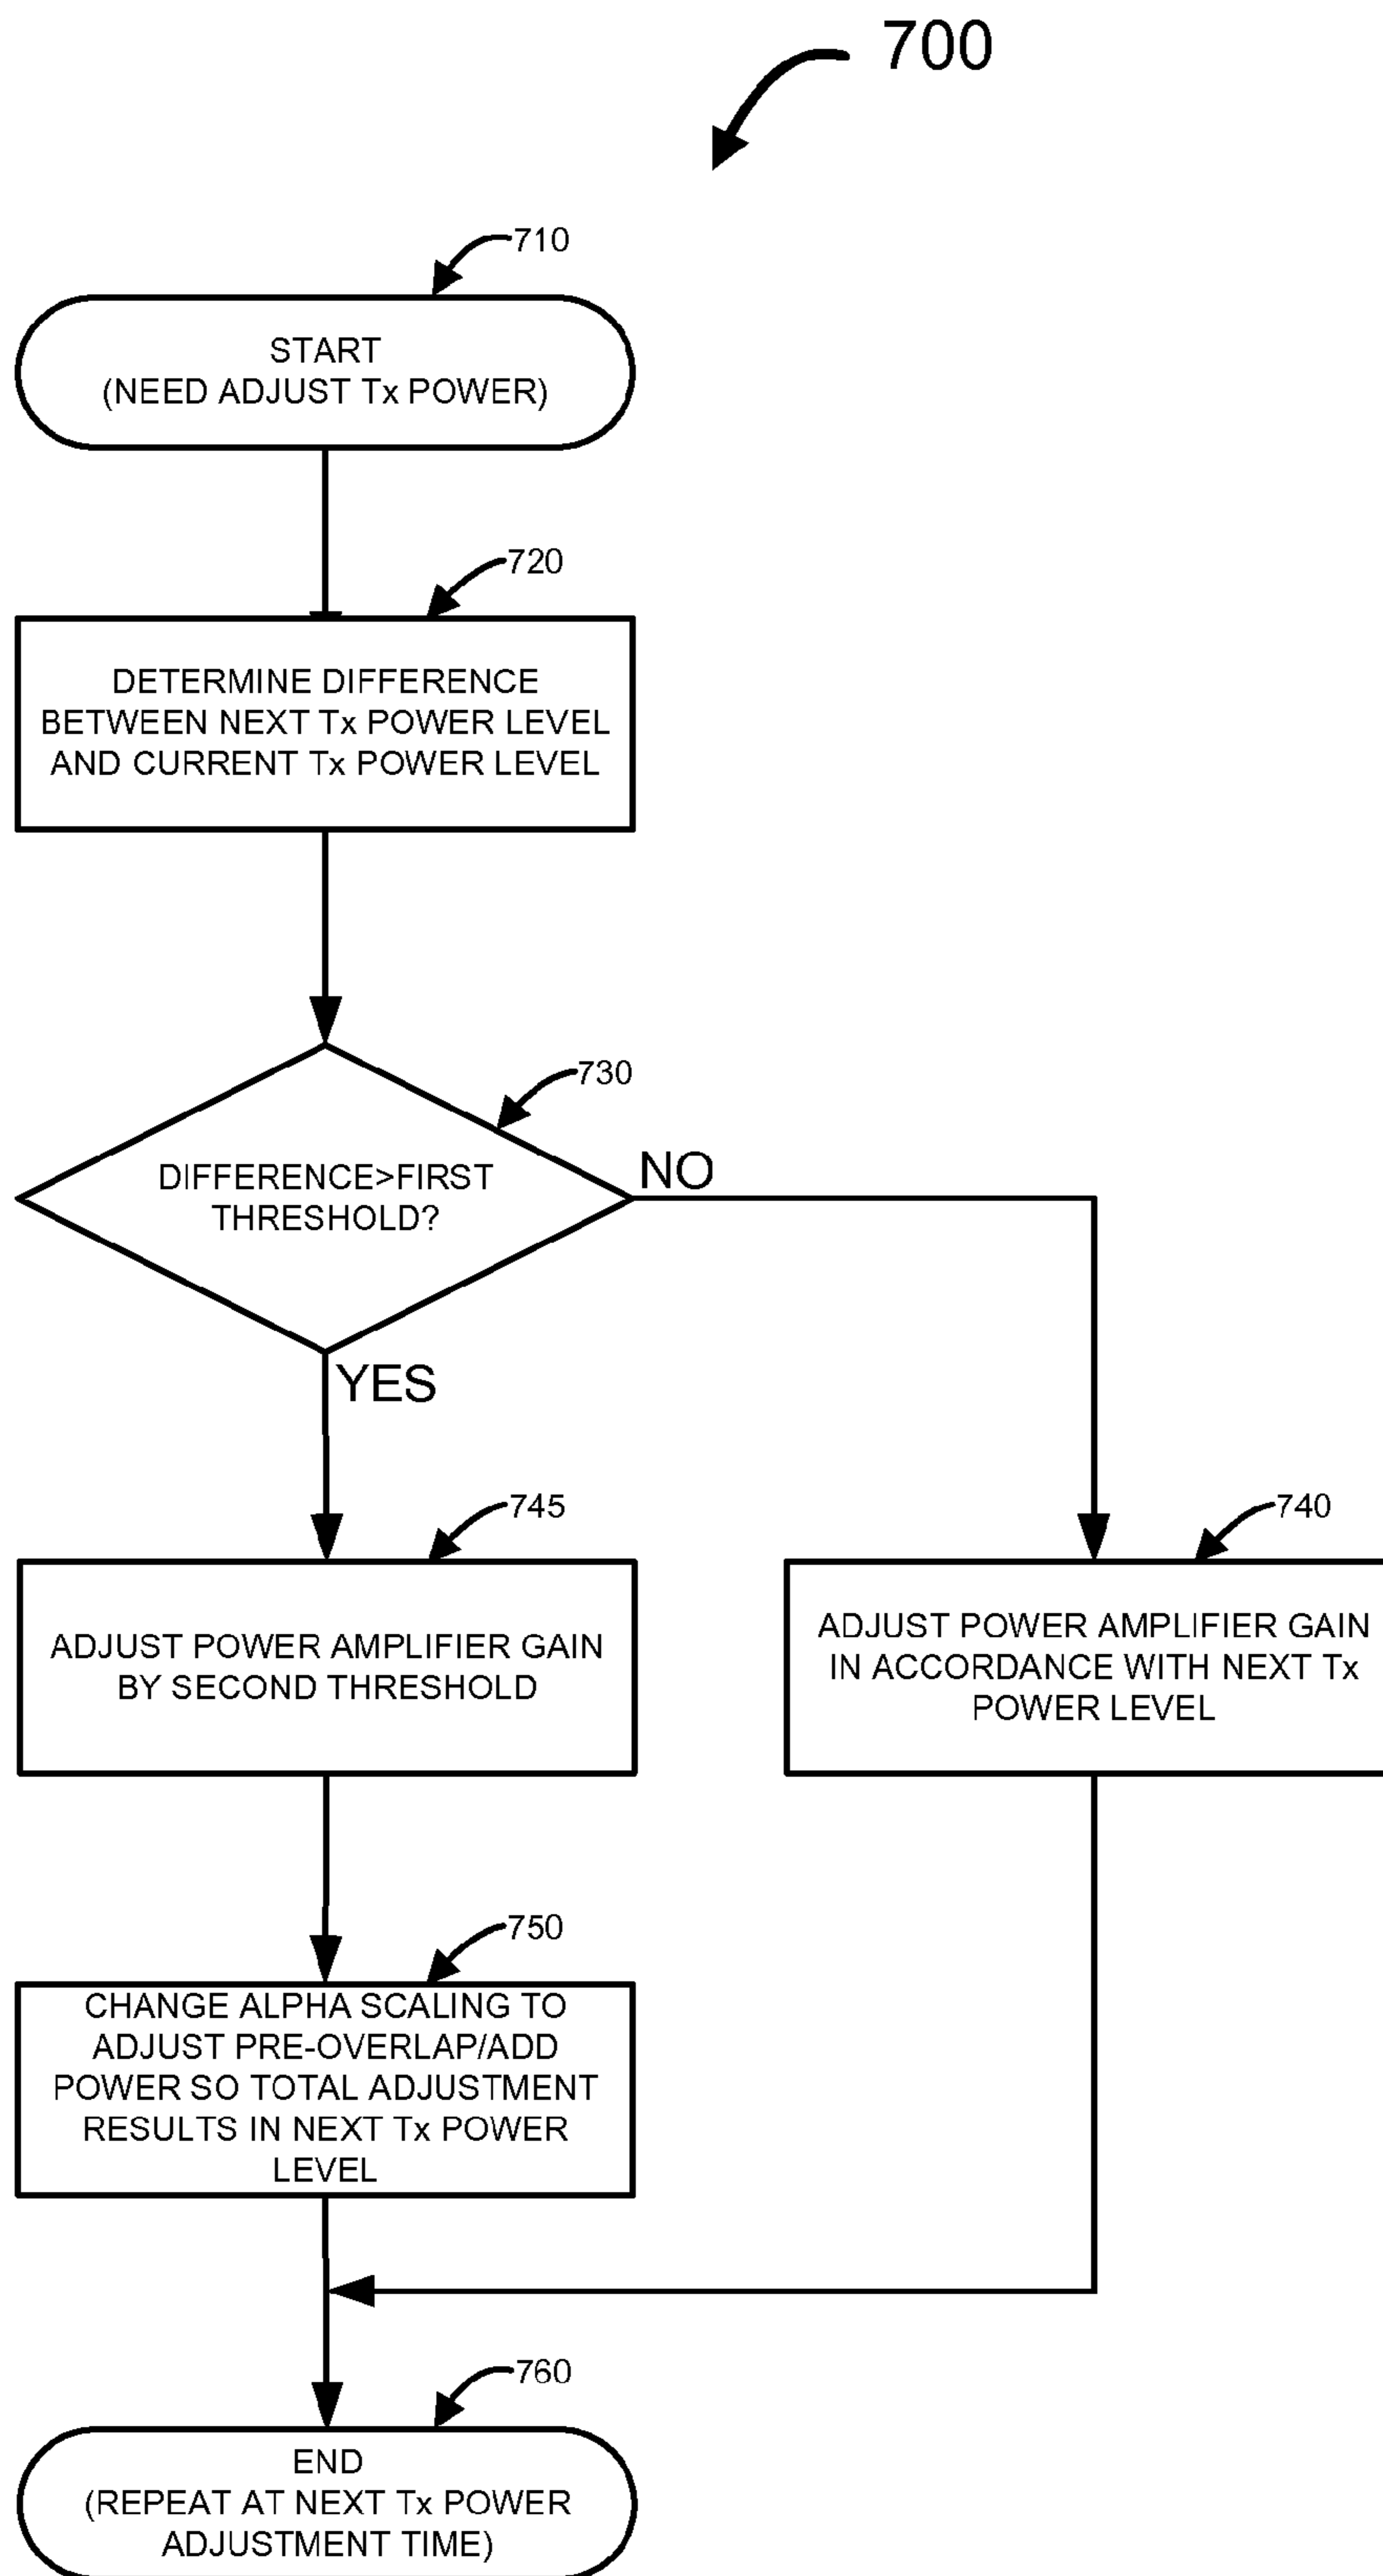 700
710
START
(NEED ADJUST Tx POWER)
720
DETERMINE DIFFERENCE
BETWEEN NEXT Tx POWER LEVEL
AND CURRENT Tx POWER LEVEL
730
DIFFERENCE>FIRST
THRESHOLD?
NO
YES
745
ADJUST POWER AMPLIFIER GAIN
BY SECOND THRESHOLD
740
ADJUST POWER AMPLIFIER GAIN
IN ACCORDANCE WITH NEXT Tx
POWER LEVEL
750
CHANGE ALPHA SCALING TO
ADJUST PRE-OVERLAP/ADD
POWER SO TOTAL ADJUSTMENT
RESULTS IN NEXT Tx POWER
LEVEL
760
END
(REPEAT AT NEXT Tx POWER
ADJUSTMENT TIME)